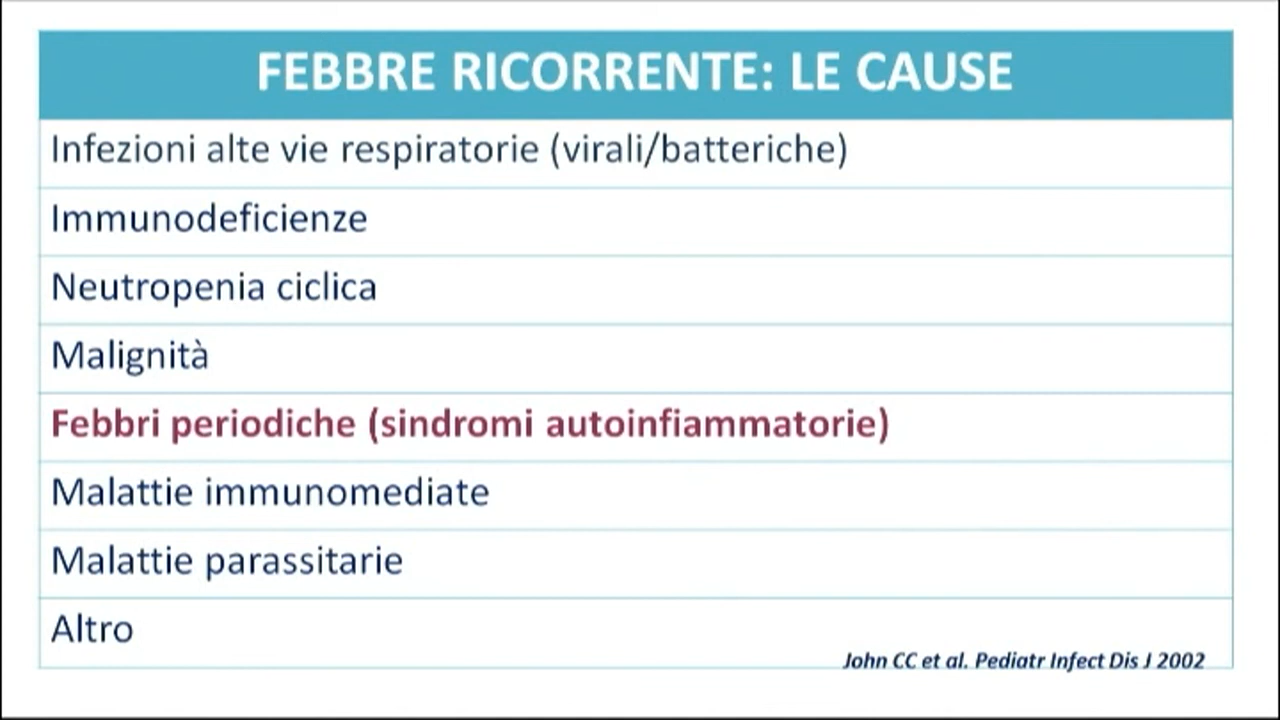 FEBBRE RICORRENTE: LE CAUSE
Infezioni alte vie respiratorie (virali/batteriche)
Immunodeficienze
Neutropenia ciclica
Malignità
Febbri periodiche (sindromi autoinfiammatorie)
Malattie immunomediate
Malattie parassitarie
Altro
John CC et al. Pediatr Infect Dis J 2002